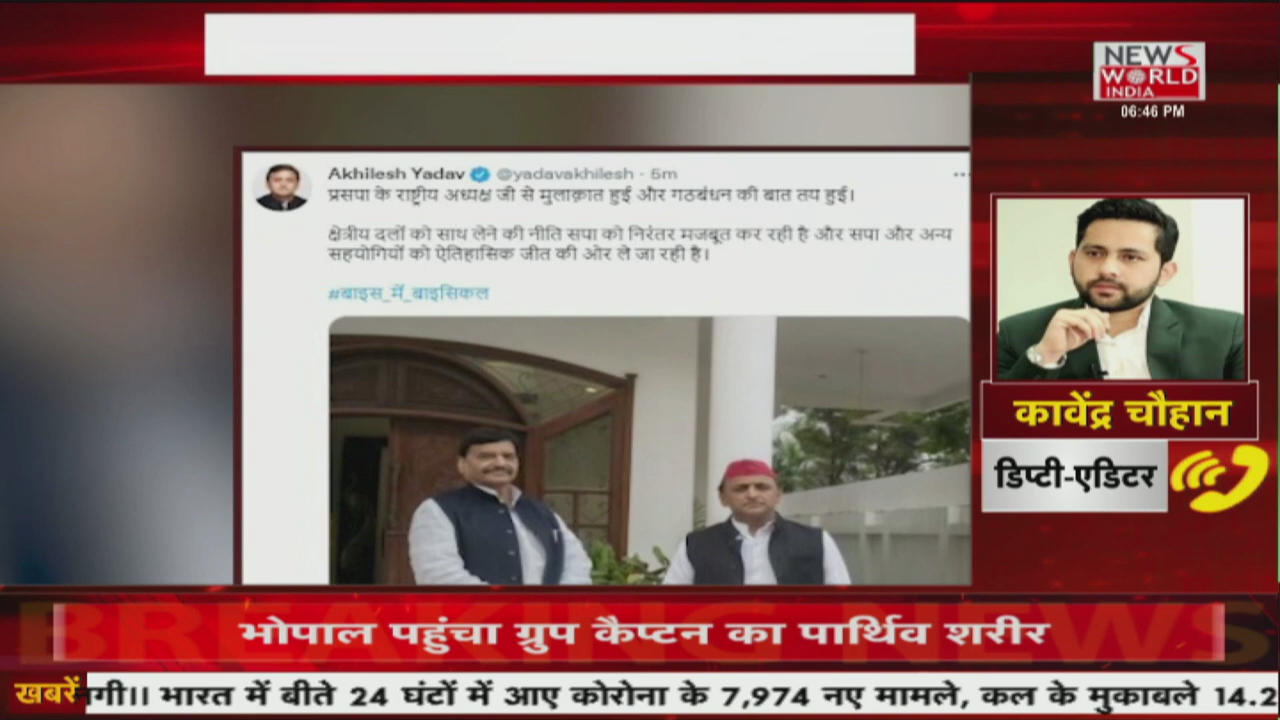 NEWS
WORLD
INDIA
06:46 PM
Akhilesh Yadav @yadavakhilesh · 5m
प्रसपा के राष्ट्रीय अध्यक्ष जी से मुलाक़ात हुई और गठबंधन की बात तय हुई।
क्षेत्रीय दलों को साथ लेने की नीति सपा को निरंतर मजबूत कर रही है और सपा और अन्य
सहयोगियों को ऐतिहासिक जीत की ओर ले जा रही है।
#बाइस_में_बाइसिकल
कावेंद्र चौहान
डिप्टी-एडिटर
BREAKING NEWS
भोपाल पहुंचा ग्रुप कैप्टन का पार्थिव शरीर
खबरें गी।। भारत में बीते 24 घंटों में आए कोरोना के 7,974 नए मामले, कल के मुकाबले 14.2